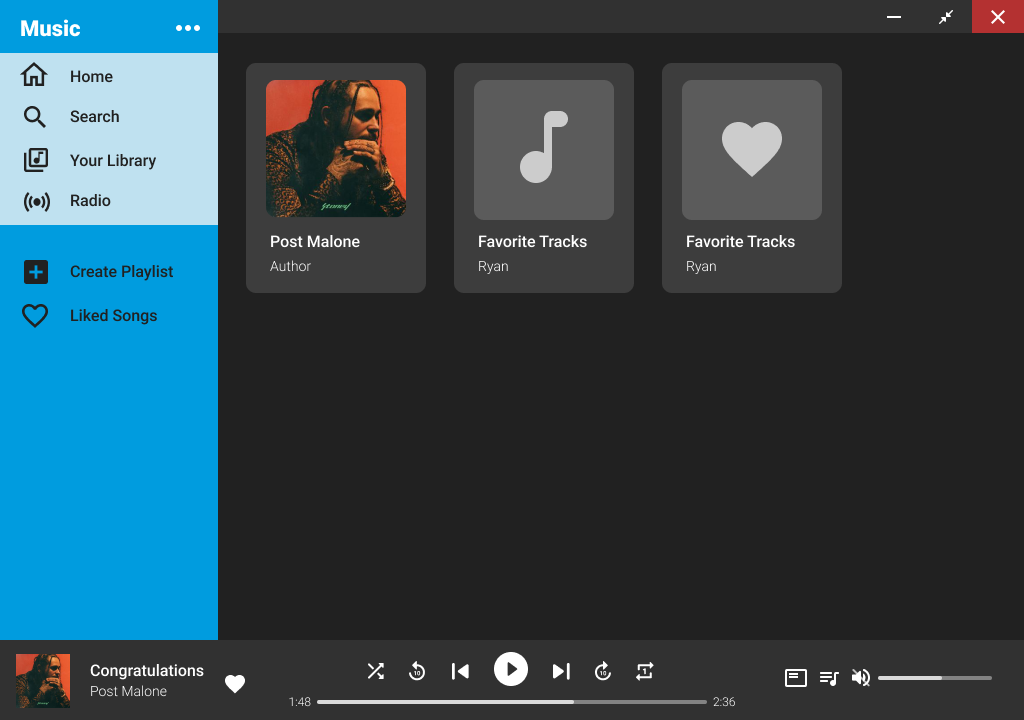 Music
Home
Search
Your Library
Radio
Create Playlist
Liked Songs
Post Malone
Author
Favorite Tracks
Ryan
Favorite Tracks
Ryan
Congratulations
Post Malone
10
10
1
1:48
2:36